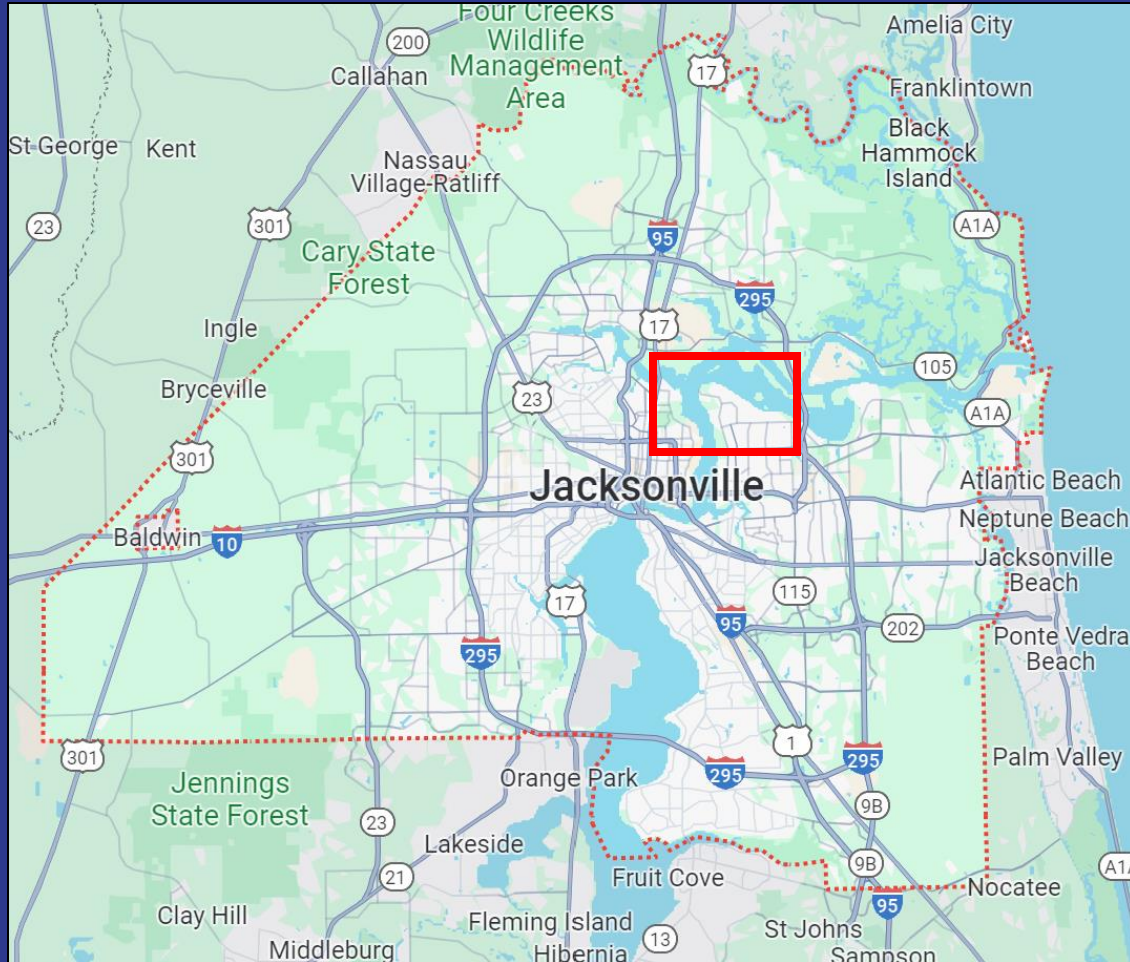 Four Creeks
Wildlife
Management
Area
Amelia City
200
17
Callahan
Franklintown
St George
Kent
Black
Hammock
Island
Nassau
Village-Ratliff
23
301
A1A
95
Cary State
Forest
295
17
Ingle
105
Bryceville
23
A1A
301
Jacksonville
Atlantic Beach
Neptune Beach
Baldwin
10
Jacksonville
Beach
17
115
95
202
295
Ponte Vedra
Beach
301
1
295
295
Palm Valley
Orange Park
Jennings
State Forest
9B
23
Lakeside
9B
21
Fruit Cove
A1A
Nocatee
95
Clay Hill
Fleming Island
St Johns
13
Middleburg
Hibernia
Sampson